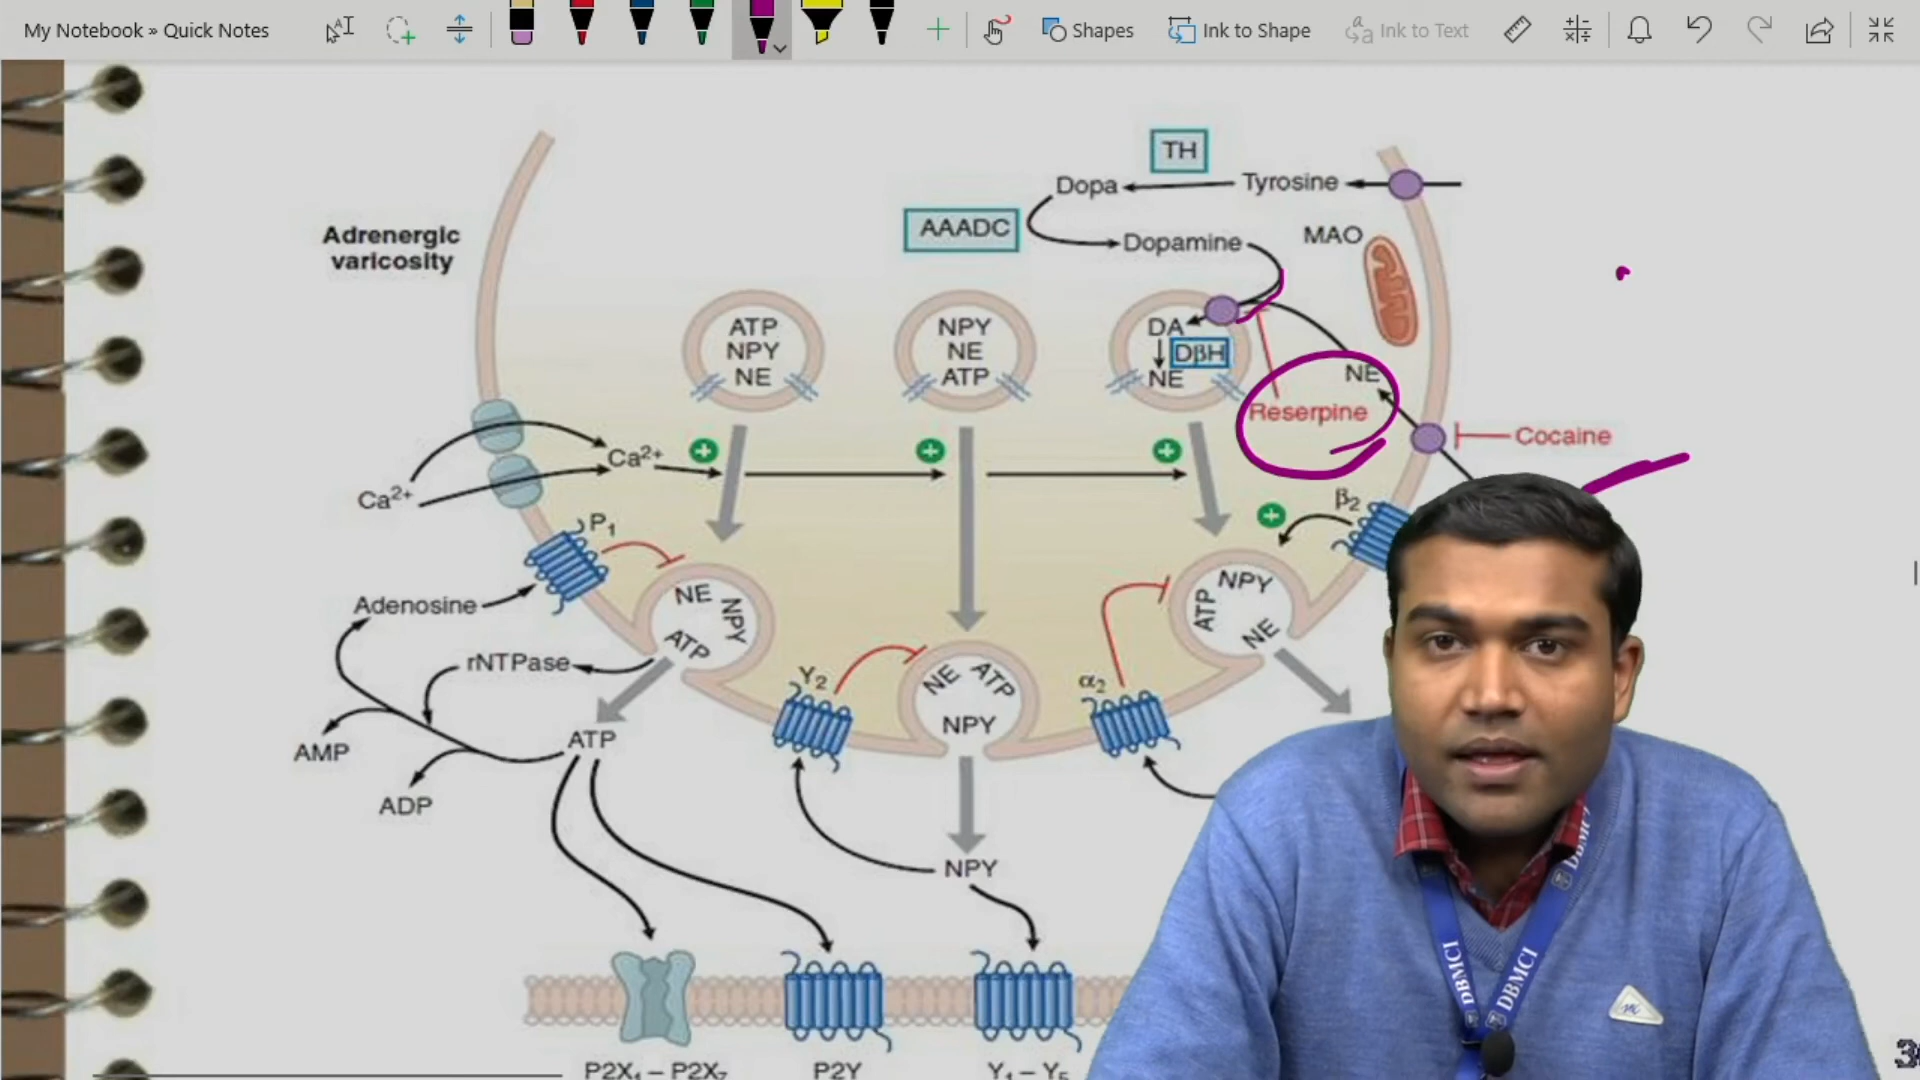 My Notebook » Quick Notes
Shapes
Ink to Shape
Ink to Text
TH
Dopa
Tyrosine
AAADC
Dopamine
MAO
Adrenergic
varicosity
ATP
NPY
NE
NPY
NE
ATP
DA
DβH
NE
NE
Reserpine
Cocaine
Ca2+
Ca2+
P1
β2
Adenosine
NE
NPY
ATP
NPY
ATP
NE
rNTPase
Y2
NE
ATP
NPY
α2
ATP
AMP
ADP
NPY
DBMCI
DBMCI
DBMCI
P2X1 – P2X7
P2Y
Y1 – Y5